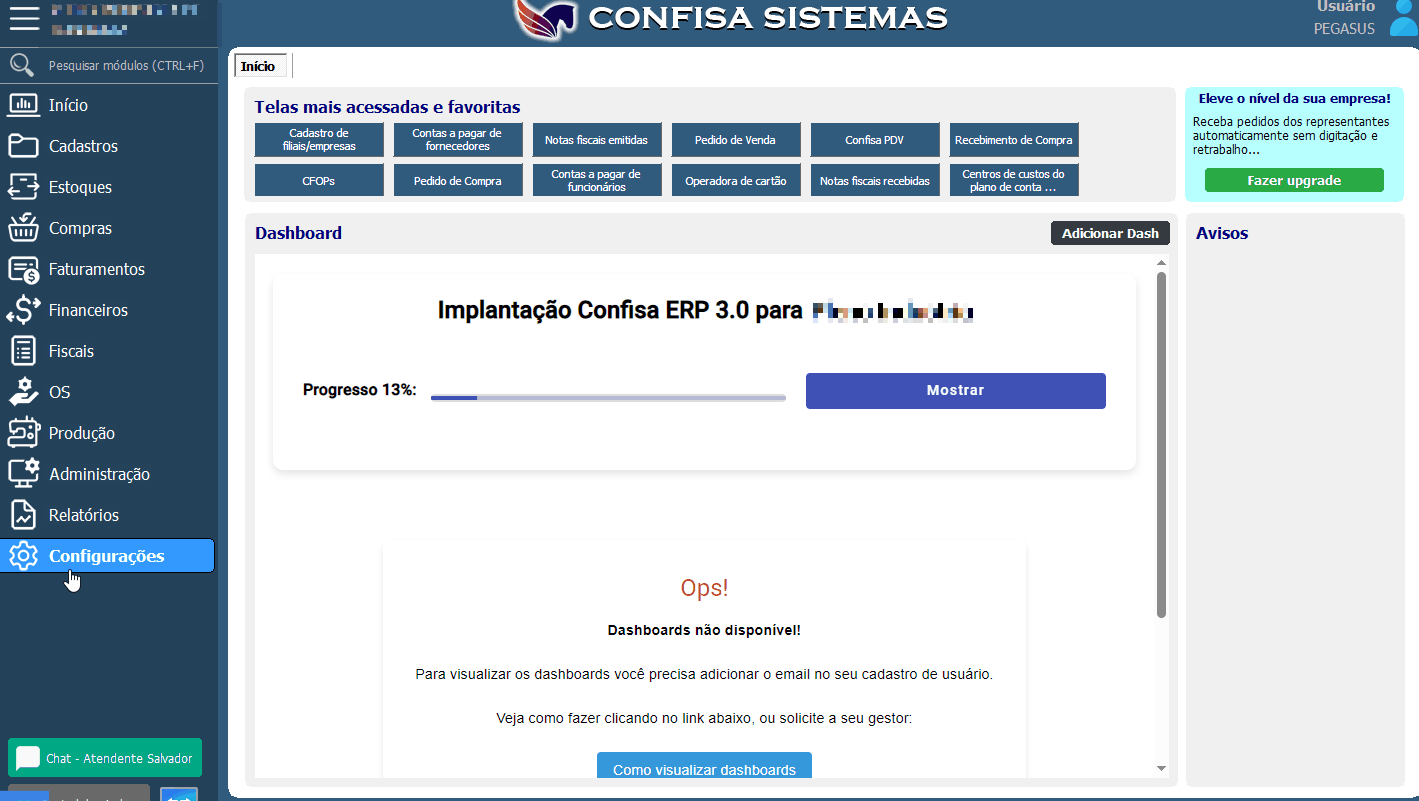 CONFISA SISTEMAS
Usuário
PEGASUS
Pesquisar módulos (CTRL+F)
Início
Cadastros
Estoques
Compras
Faturamentos
Financeiros
Fiscais
OS
Produção
Administração
Relatórios
Configurações
Chat - Atendente Salvador
Início
Telas mais acessadas e favoritas
Cadastro de
filiais/empresas
Contas a pagar de
fornecedores
Notas fiscais emitidas
Pedido de Venda
Confisa PDV
Recebimento de Compra
CFOPs
Pedido de Compra
Contas a pagar de
funcionários
Operadora de cartão
Notas fiscais recebidas
Centros de custos do
plano de conta ...
Eleve o nível da sua empresa!
Receba pedidos dos representantes
automaticamente sem digitação e
retrabalho...
Fazer upgrade
Dashboard
Adicionar Dash
Avisos
Implantação Confisa ERP 3.0 para
Progresso 13%:
Mostrar
Ops!
Dashboards não disponível!
Para visualizar os dashboards você precisa adicionar o email no seu cadastro de usuário.
Veja como fazer clicando no link abaixo, ou solicite a seu gestor:
Como visualizar dashboards